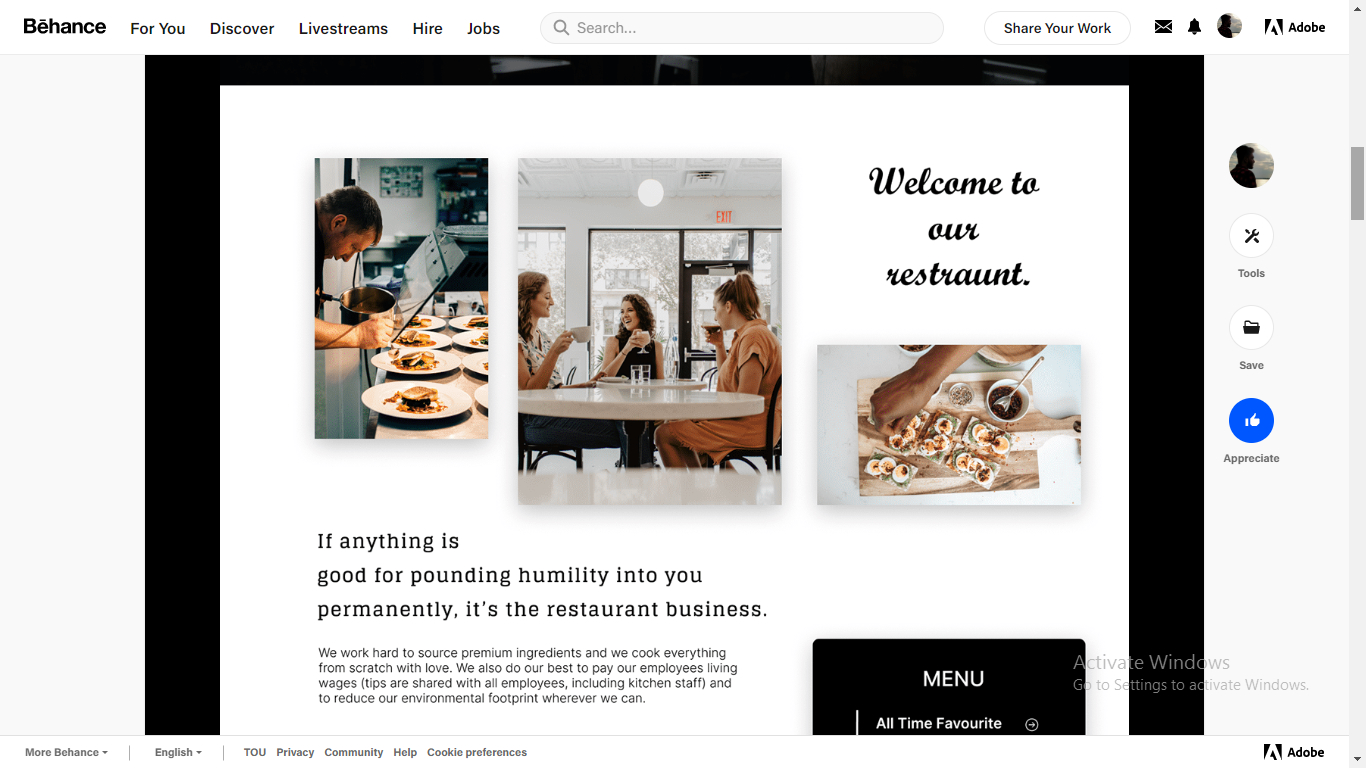 Bēhance
For You
Discover
Livestreams
Hire
Jobs
Search...
Share Your Work
Adobe
EXIT
Welcome to
our
restraunt.
Tools
Save
Appreciate
If anything is
good for pounding humility into you
permanently, it's the restaurant business.
We work hard to source premium ingredients and we cook everything
from scratch with love. We also do our best to pay our employees living
wages (tips are shared with all employees, including kitchen staff) and
to reduce our environmental footprint wherever we can.
MENU
All Time Favourite
Activate Windows
Go to Settings to activate Windows.
More Behance
English
TOU
Privacy
Community
Help
Cookie preferences
Adobe